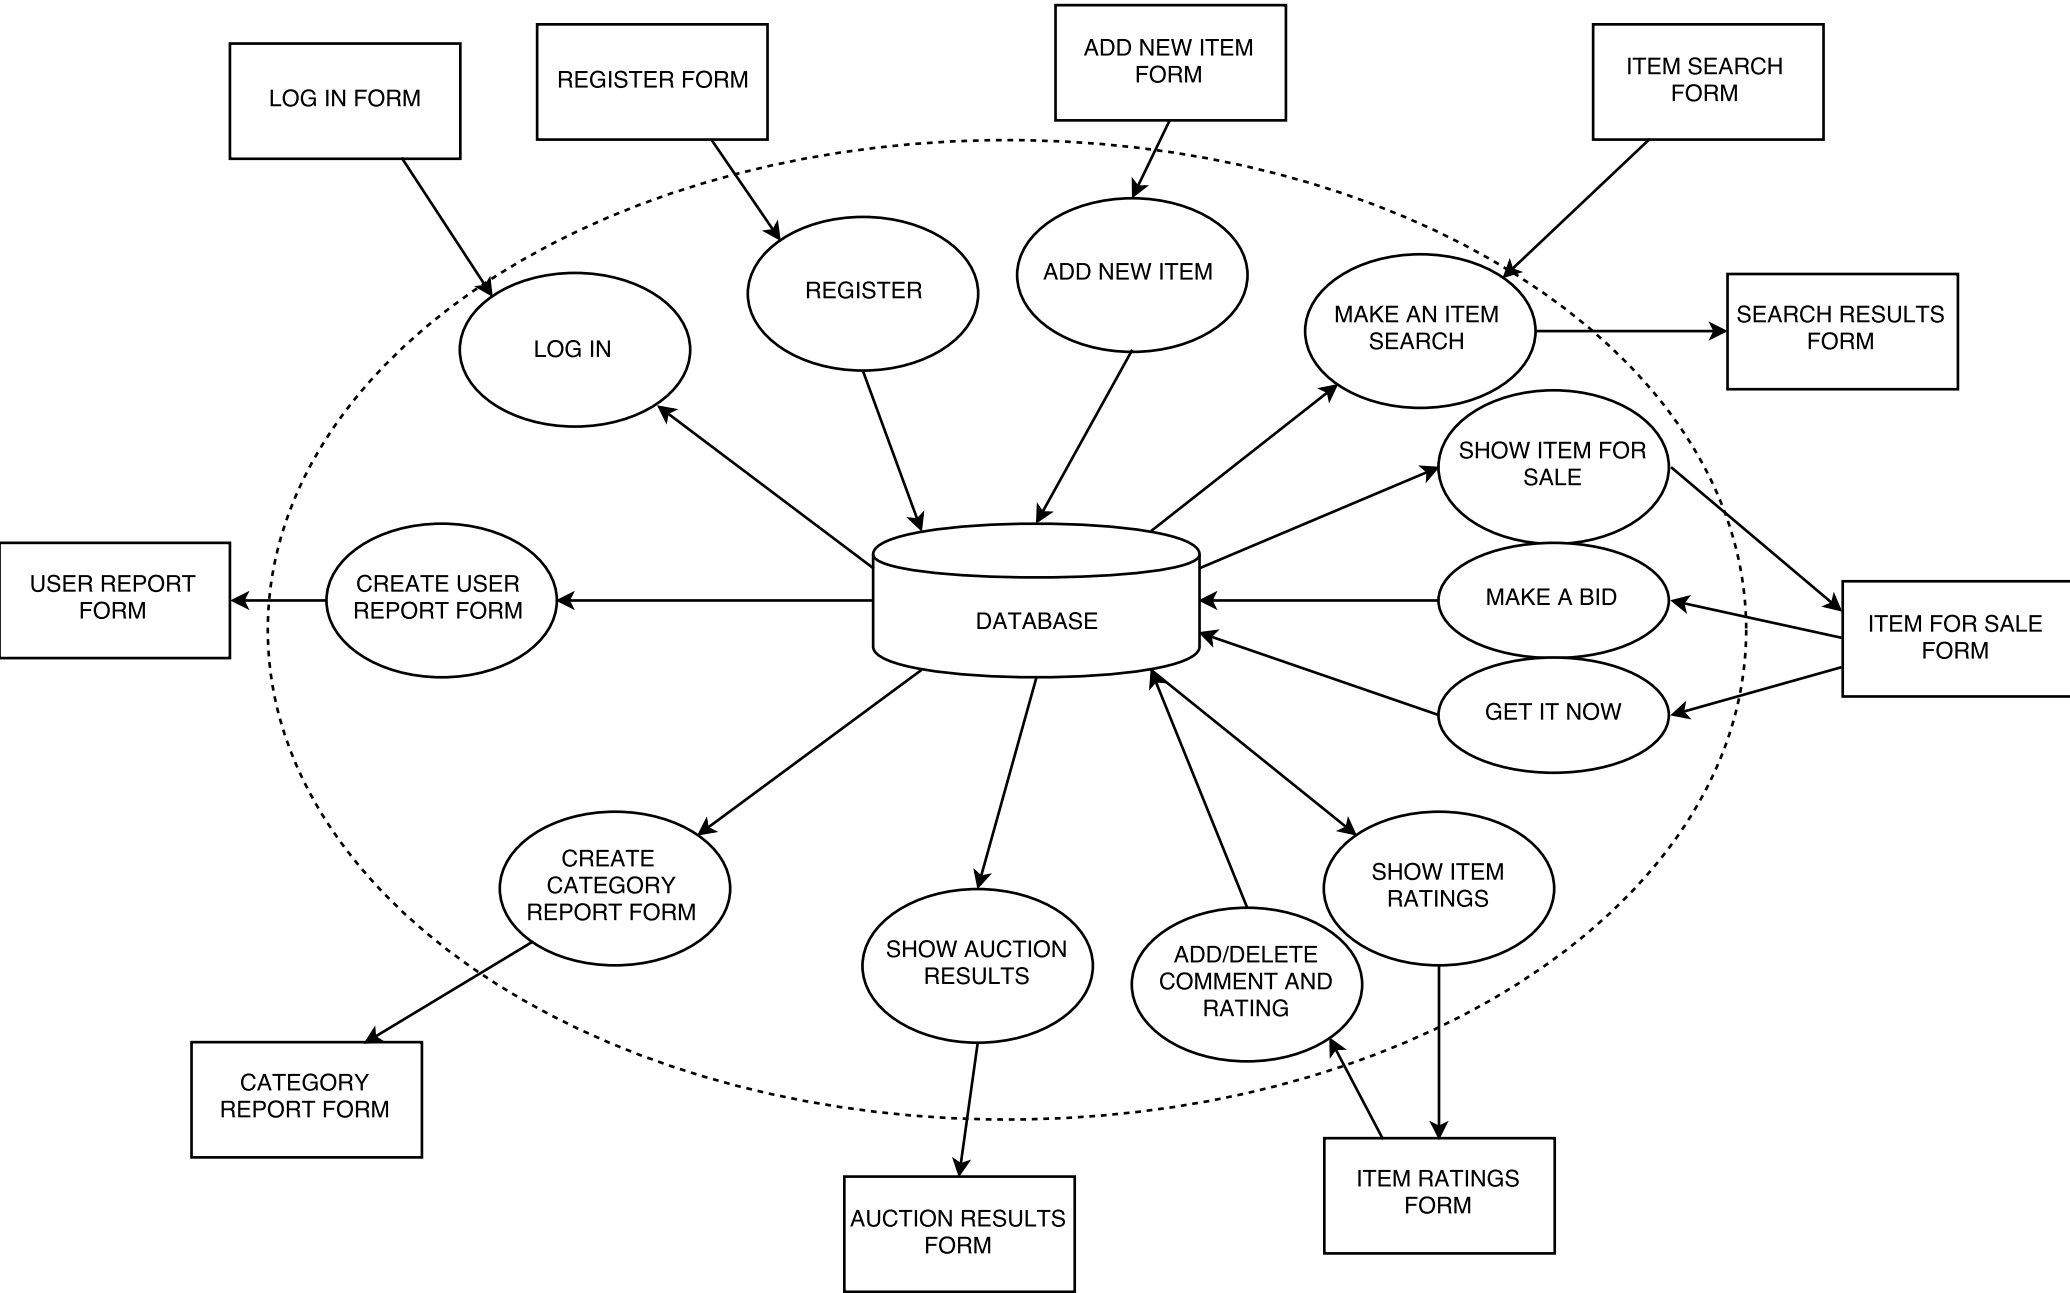 ADD NEW ITEM
FORM
ITEM SEARCH
FORM
REGISTER FORM
LOG IN FORM
ADD NEW ITEM
REGISTER
MAKE AN ITEM
SEARCH
SEARCH RESULTS
FORM
LOG IN
SHOW ITEM FOR
SALE
USER REPORT
FORM
CREATE USER
REPORT FORM
DATABASE
MAKE A BID
ITEM FOR SALE
FORM
GET IT NOW
CREATE
CATEGORY
REPORT FORM
SHOW ITEM
RATINGS
SHOW AUCTION
RESULTS
ADD/DELETE
COMMENT AND
RATING
CATEGORY
REPORT FORM
ITEM RATINGS
FORM
AUCTION RESULTS
FORM